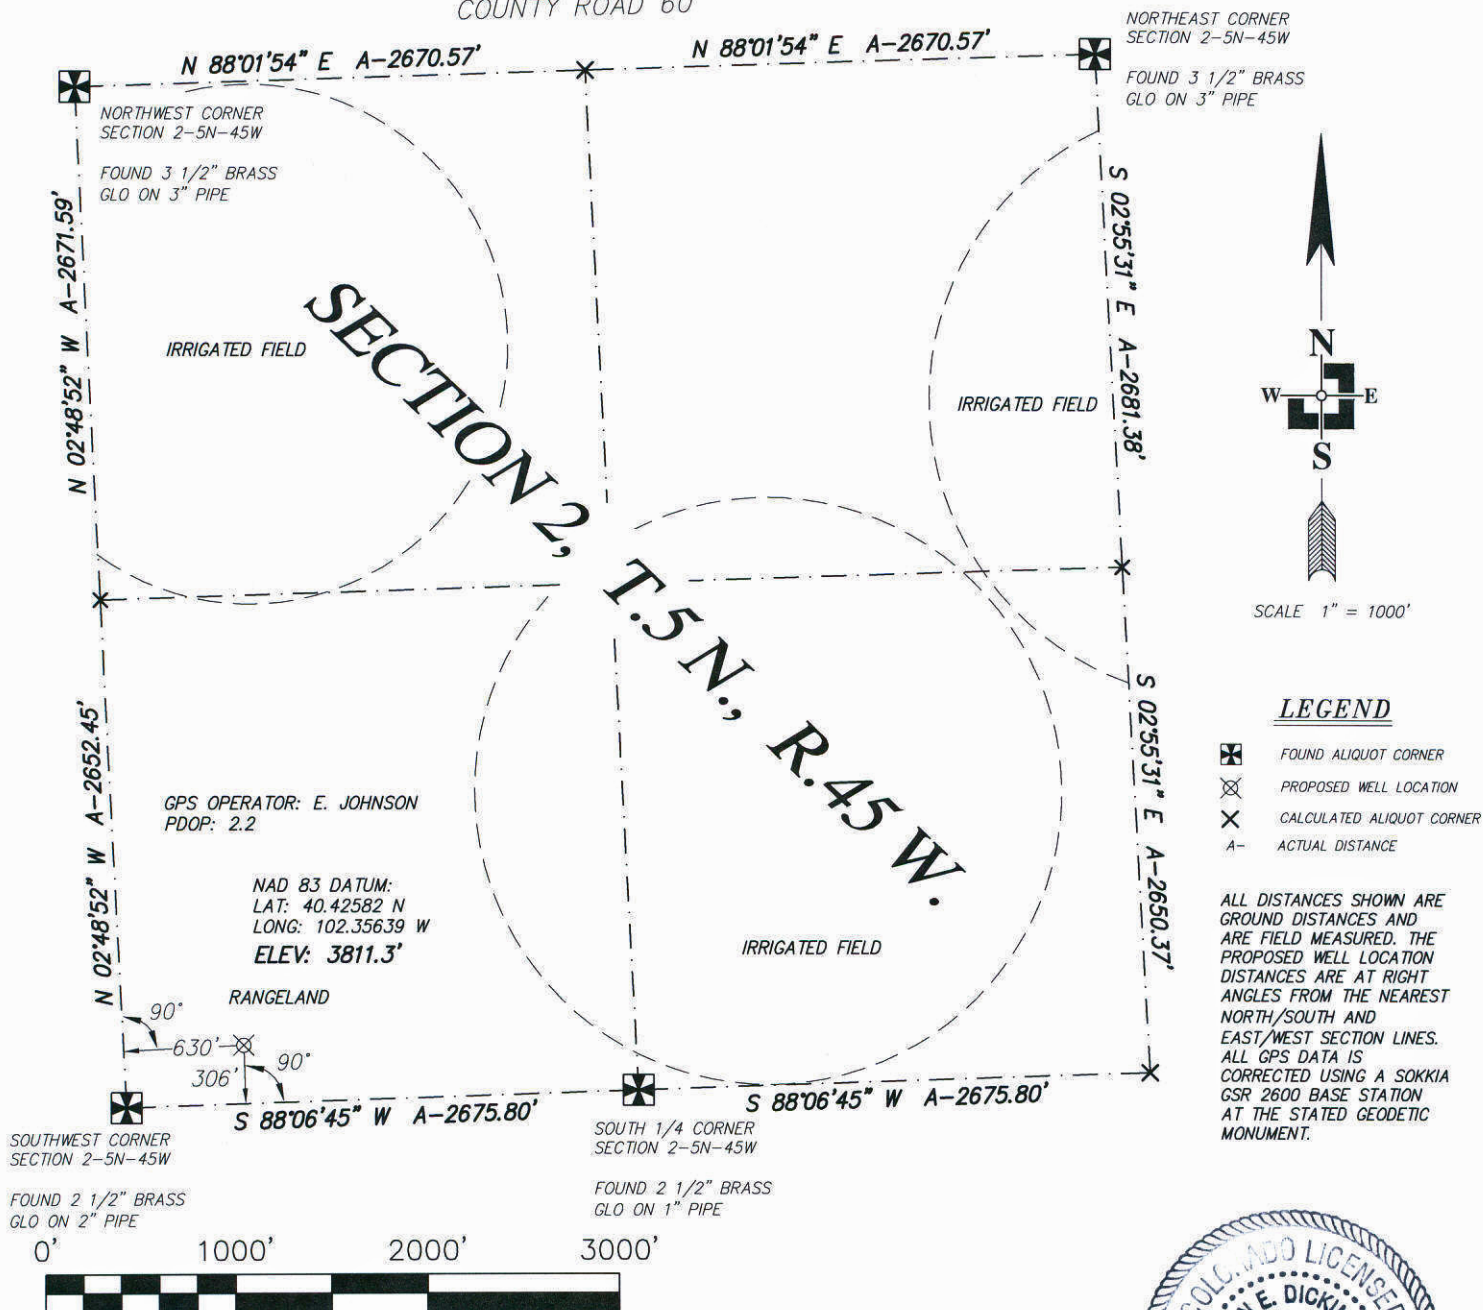 COUNTY ROAD 60
NORTHEAST CORNER
SECTION 2-5N-45W
FOUND 3 1/2" BRASS
GLO ON 3" PIPE
N 88°01'54" E A-2670.57'
N 88°01'54" E A-2670.57'
NORTHWEST CORNER
SECTION 2-5N-45W
FOUND 3 1/2" BRASS
GLO ON 3" PIPE
N 02°48'52" W A-2671.59'
S 02°55'31" E A-2681.38'
IRRIGATED FIELD
IRRIGATED FIELD
SECTION 2, T.5 N., R.45 W.
N
W
E
S
SCALE 1" = 1000'
N 02°48'52" W A-2652.45'
S 02°55'31" E A-2650.37'
GPS OPERATOR: E. JOHNSON
PDOP: 2.2
NAD 83 DATUM:
LAT: 40.42582 N
LONG: 102.35639 W
ELEV: 3811.3'
IRRIGATED FIELD
RANGELAND
90°
630'
306'
90°
S 88°06'45" W A-2675.80'
S 88°06'45" W A-2675.80'
SOUTHWEST CORNER
SECTION 2-5N-45W
FOUND 2 1/2" BRASS
GLO ON 2" PIPE
SOUTH 1/4 CORNER
SECTION 2-5N-45W
FOUND 2 1/2" BRASS
GLO ON 1" PIPE
LEGEND
FOUND ALIQUOT CORNER
PROPOSED WELL LOCATION
CALCULATED ALIQUOT CORNER
A- ACTUAL DISTANCE
ALL DISTANCES SHOWN ARE
GROUND DISTANCES AND
ARE FIELD MEASURED. THE
PROPOSED WELL LOCATION
DISTANCES ARE AT RIGHT
ANGLES FROM THE NEAREST
NORTH/SOUTH AND
EAST/WEST SECTION LINES.
ALL GPS DATA IS
CORRECTED USING A SOKKIA
GSR 2600 BASE STATION
AT THE STATED GEODETIC
MONUMENT.
0' 1000' 2000' 3000'
COLORADO LICENSE
E. DICKI